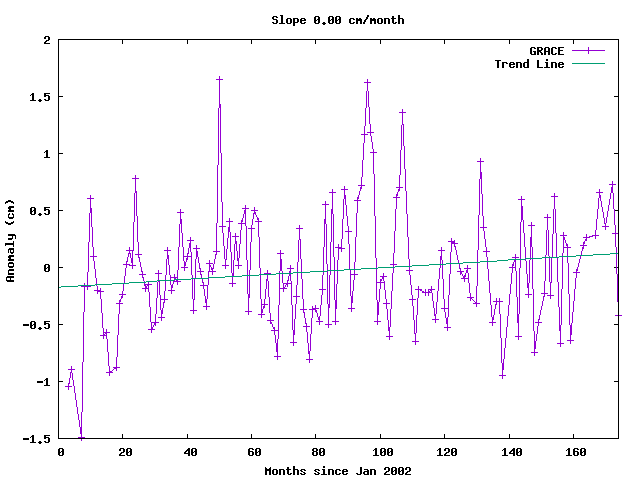 Slope 0.00 cm/month
GRACE
Trend Line
Anomaly (cm)
2
1.5
1
0.5
0
-0.5
-1
-1.5
0 20 40 60 80 100 120 140 160
Months since Jan 2002